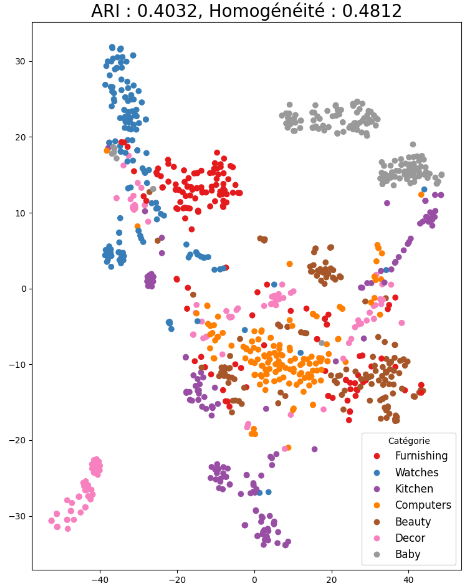 ARI : 0.4032, Homogénéité : 0.4812
30
20
10
0
−10
−20
−30
−40
−20
0
20
40
Catégorie
Furnishing
Watches
Kitchen
Computers
Beauty
Decor
Baby